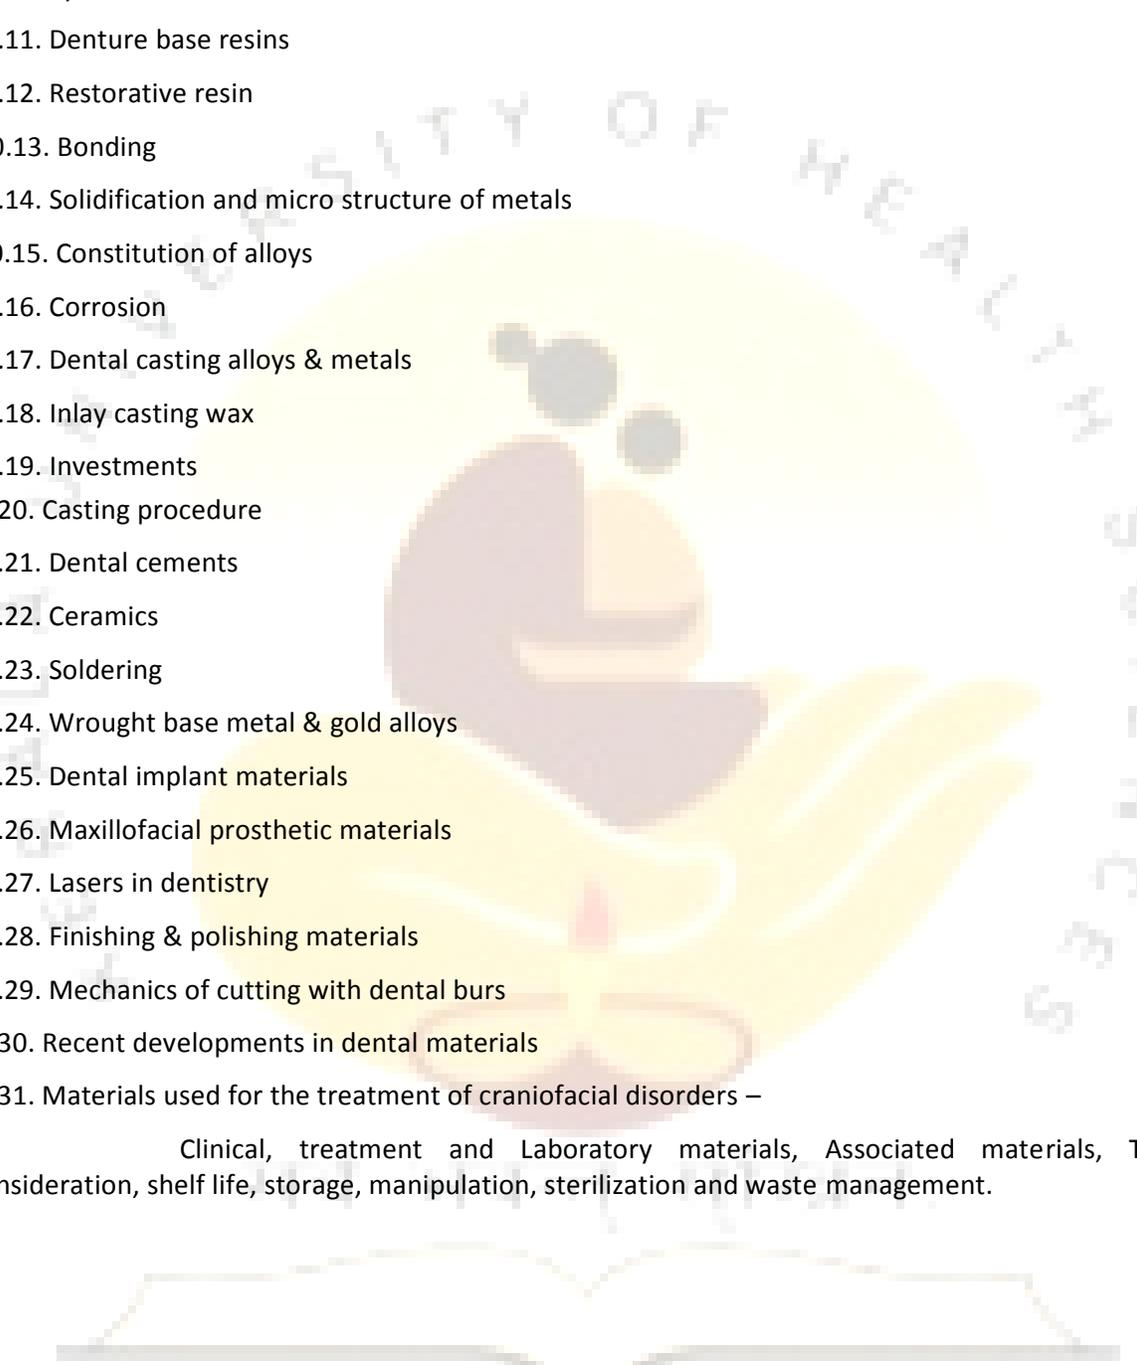 .11. Denture base resins
.12. Restorative resin
0.13. Bonding
.14. Solidification and micro structure of metals
0.15. Constitution of alloys
.16. Corrosion
.17. Dental casting alloys & metals
.18. Inlay casting wax
.19. Investments
20. Casting procedure
.21. Dental cements
.22. Ceramics
.23. Soldering
.24. Wrought base metal & gold alloys
.25. Dental implant materials
.26. Maxillofacial prosthetic materials
.27. Lasers in dentistry
.28. Finishing & polishing materials
.29. Mechanics of cutting with dental burs
30. Recent developments in dental materials
31. Materials used for the treatment of craniofacial disorders –
Clinical, treatment and Laboratory materials, Associated materials, T
nsideration, shelf life, storage, manipulation, sterilization and waste management.
KERALA UNIVERSITY OF HEALTH SCIENCES